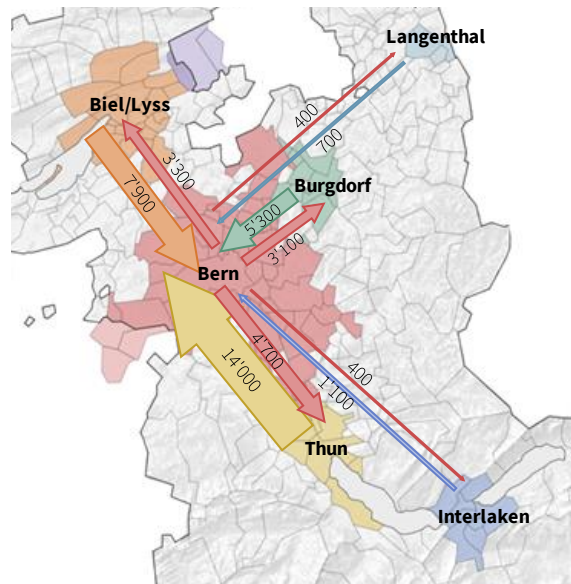 Langenthal
Biel/Lyss
400
700
3'300
7'900
Burgdorf
5'300
3'100
Bern
4'700
14'000
400
1'100
Thun
Interlaken